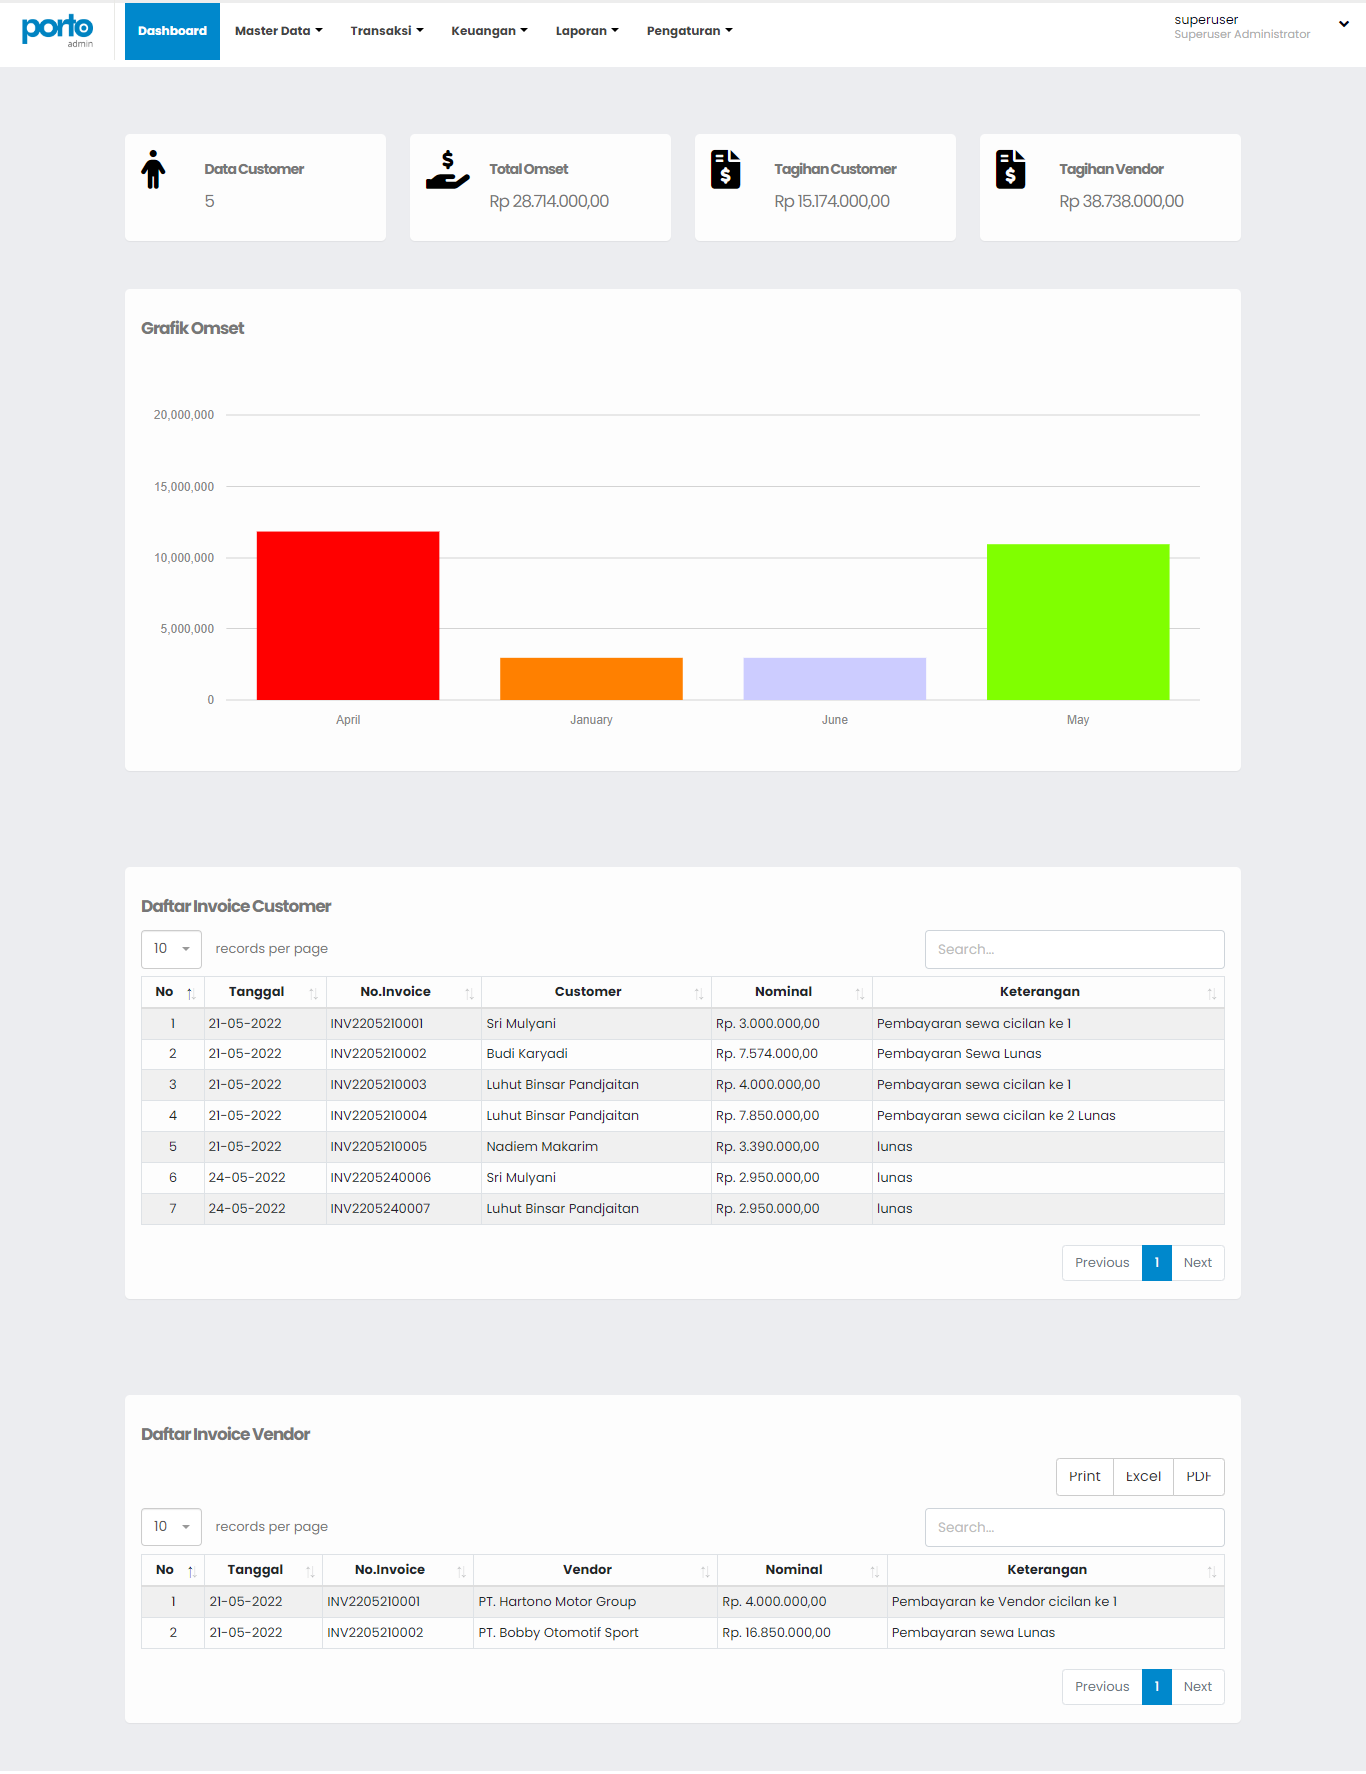 porto
admin
Dashboard Master Data Transaksi Keuangan Laporan Pengaturan
superuser
Superuser Administrator
Data Customer
5
Total Omset
Rp 28.714.000,00
Tagihan Customer
Rp 15.174.000,00
Tagihan Vendor
Rp 38.738.000,00
Grafik Omset
20,000,000
15,000,000
10,000,000
5,000,000
0
April January June May
Daftar Invoice Customer
10 records per page Search...
No Tanggal No.Invoice Customer Nominal Keterangan
1 21-05-2022 INV2205210001 Sri Mulyani Rp. 3.000.000,00 Pembayaran sewa cicilan ke 1
2 21-05-2022 INV2205210002 Budi Karyadi Rp. 7.574.000,00 Pembayaran Sewa Lunas
3 21-05-2022 INV2205210003 Luhut Binsar Pandjaitan Rp. 4.000.000,00 Pembayaran sewa cicilan ke 1
4 21-05-2022 INV2205210004 Luhut Binsar Pandjaitan Rp. 7.850.000,00 Pembayaran sewa cicilan ke 2 Lunas
5 21-05-2022 INV2205210005 Nadiem Makarim Rp. 3.390.000,00 lunas
6 24-05-2022 INV2205240006 Sri Mulyani Rp. 2.950.000,00 lunas
7 24-05-2022 INV2205240007 Luhut Binsar Pandjaitan Rp. 2.950.000,00 lunas
Previous 1 Next
Daftar Invoice Vendor
Print Excel PDF
10 records per page Search...
No Tanggal No.Invoice Vendor Nominal Keterangan
1 21-05-2022 INV2205210001 PT. Hartono Motor Group Rp. 4.000.000,00 Pembayaran ke Vendor cicilan ke 1
2 21-05-2022 INV2205210002 PT. Bobby Otomotif Sport Rp. 16.850.000,00 Pembayaran sewa Lunas
Previous 1 Next